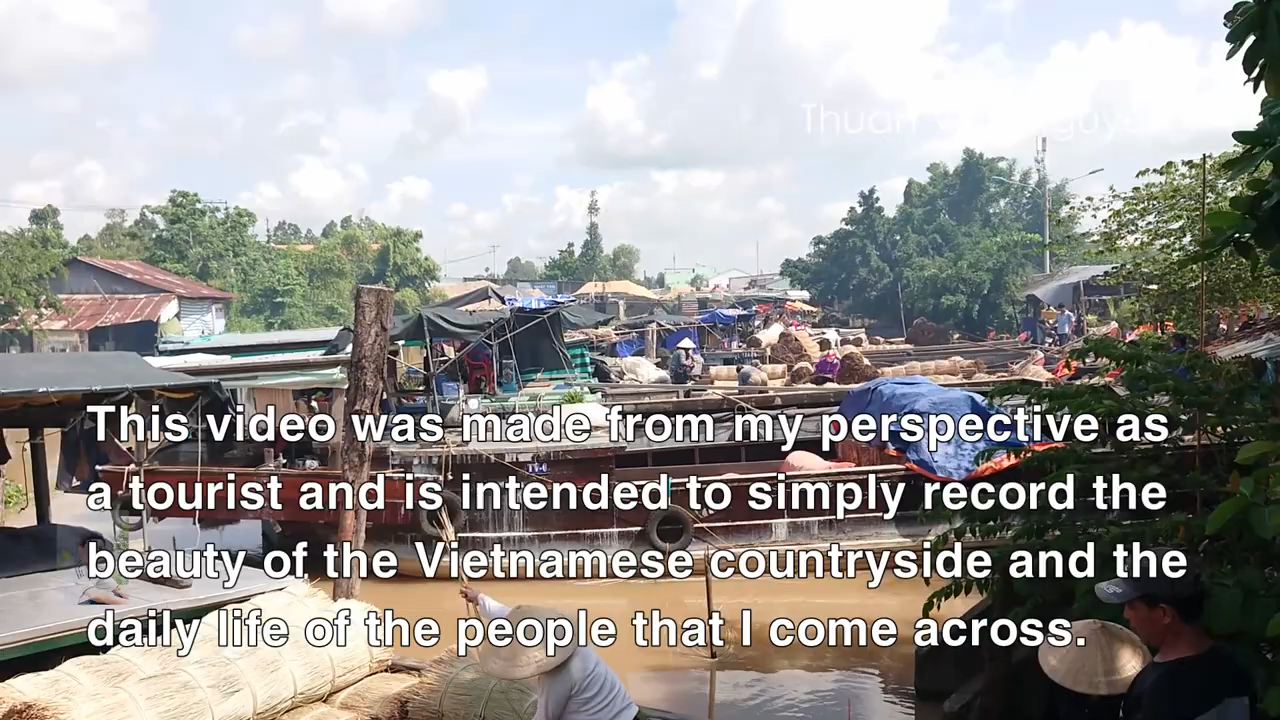 Thuan
This video was made from my perspective as
a tourist and is intended to simply record the
beauty of the Vietnamese countryside and the
daily life of the people that I come across.